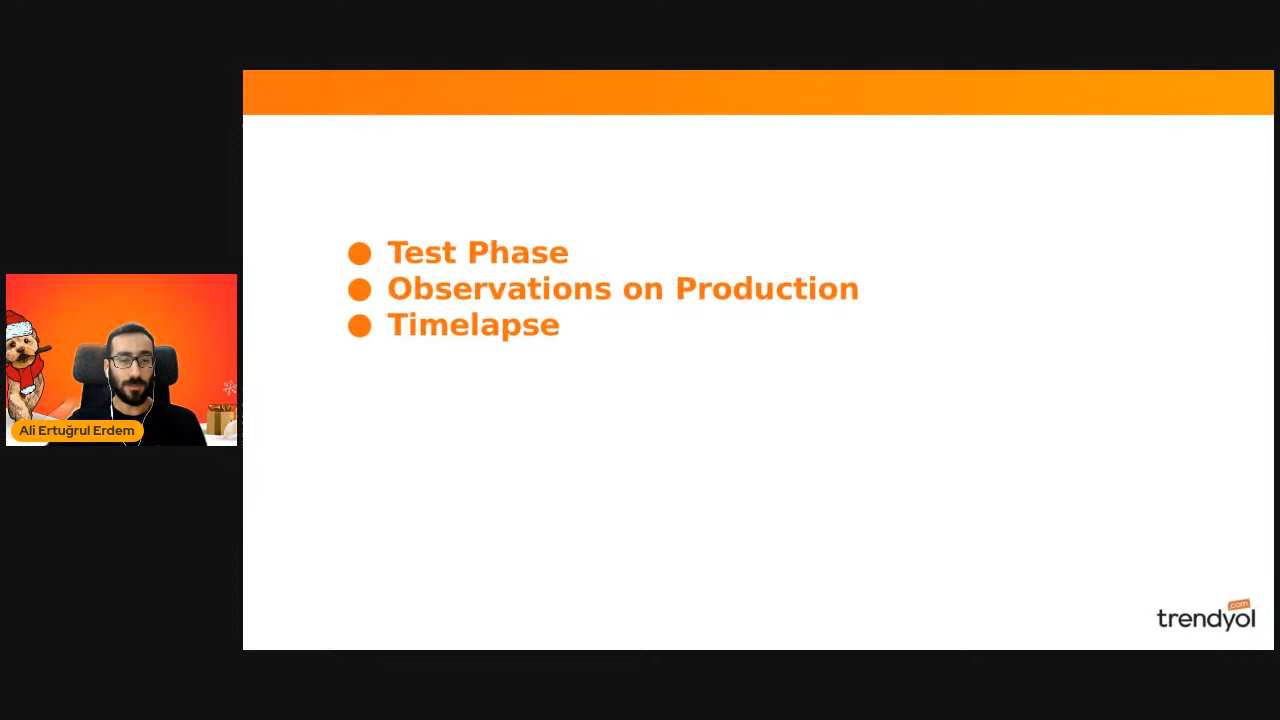 Test Phase
Observations on Production
Timelapse
Ali Ertuğrul Erdem
.com
trendyol